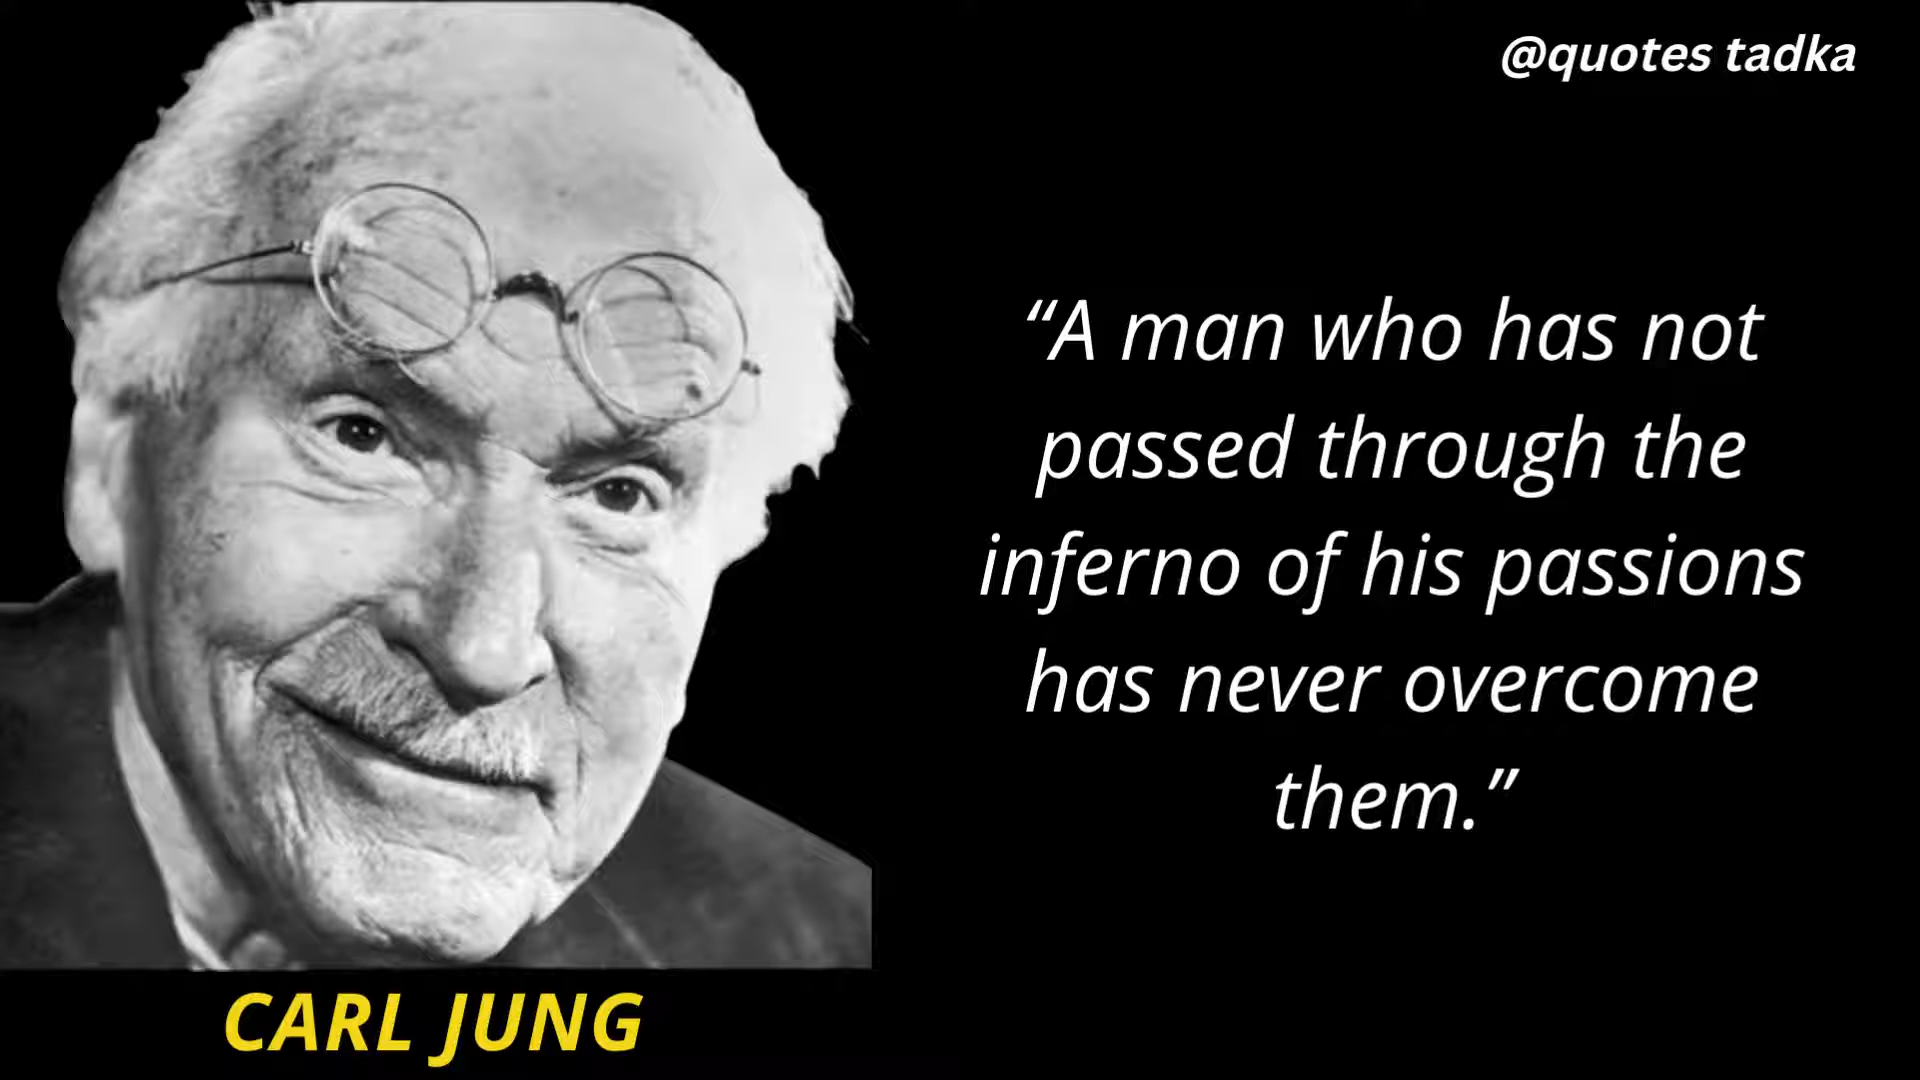 @quotes tadka
“A man who has not
passed through the
inferno of his passions
has never overcome
them.”
CARL JUNG